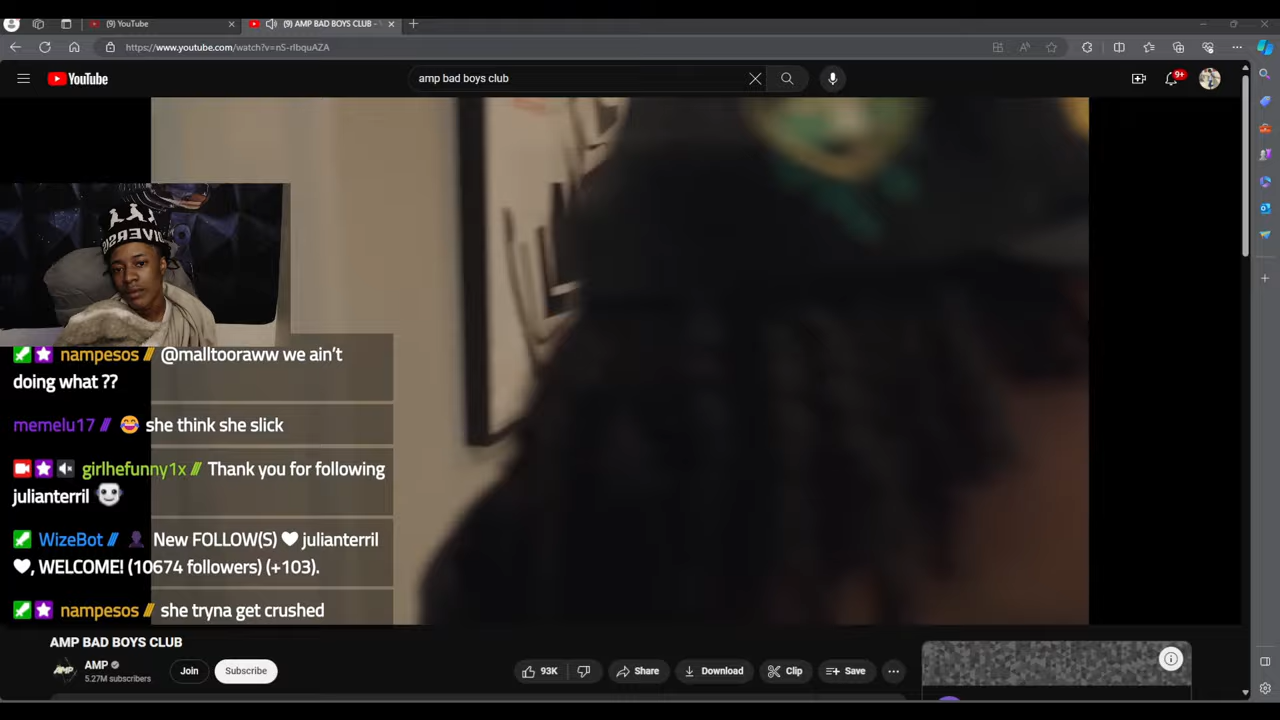 (9) YouTube
(9) AMP BAD BOYS CLUB -
https://www.youtube.com/watch?v=nS-rIbquAZA
YouTube
amp bad boys club
9+
nampesos /// @malltooraww we ain't
doing what ??
memelu17 /// 😂 she think she slick
girlhefunny1x /// Thank you for following
julianterril
WizeBot /// New FOLLOW(S) ♥ julianterril
♥, WELCOME! (10674 followers) (+103).
nampesos /// she tryna get crushed
AMP BAD BOYS CLUB
AMP
5.27M subscribers
Join
Subscribe
93K
Share
Download
Clip
Save